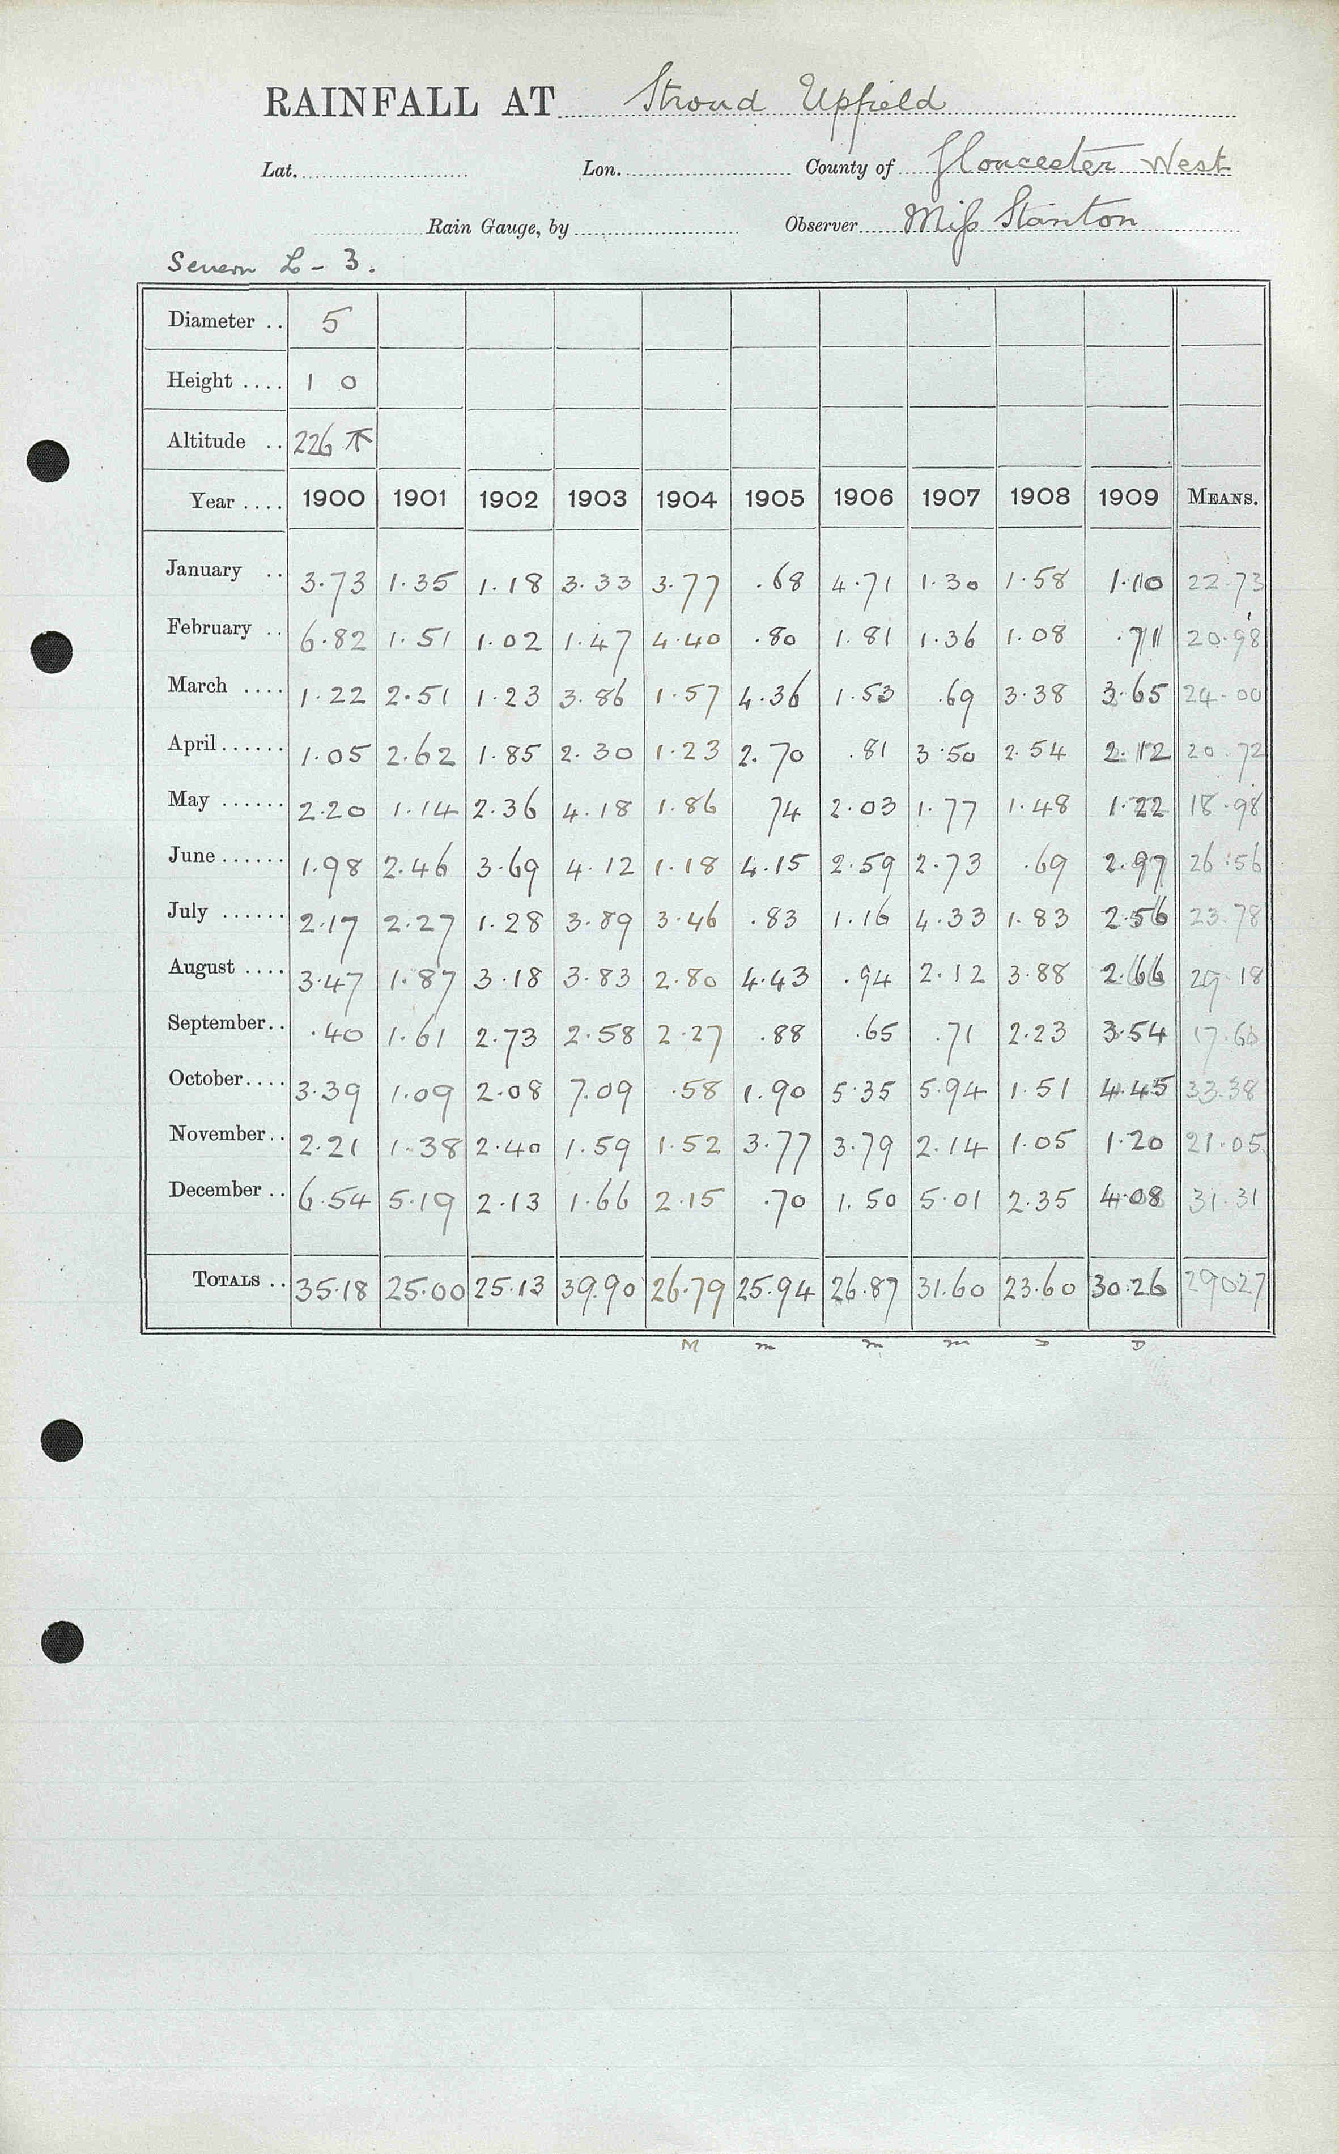 RAINFALL AT Stroud Upfield
Lat. Lon. County of Gloucester West
Rain Gauge, by Observer Miss Stanton
Severn L - 3.
Diameter .. 5
Height .... 1 0
Altitude .. 226
Year .... 1900 1901 1902 1903 1904 1905 1906 1907 1908 1909 MEANS.
January .. 3.73 1.35 1.18 3.33 3.77 .68 4.71 1.30 1.58 1.10 22.73
February .. 6.82 1.51 1.02 1.47 4.40 .80 1.81 1.36 1.08 .71 20.98
March .... 1.22 2.51 1.23 3.86 1.57 4.36 1.53 .69 3.38 3.65 24.00
April ...... 1.05 2.62 1.85 2.30 1.23 2.70 .81 3.50 2.54 2.12 20.72
May ...... 2.20 1.14 2.36 4.18 1.86 74 2.03 1.77 1.48 1.22 18.98
June ...... 1.98 2.46 3.69 4.12 1.18 4.15 2.59 2.73 .69 2.97 26.56
July ...... 2.17 2.27 1.28 3.89 3.46 .83 1.16 4.33 1.83 2.56 23.78
August .... 3.47 1.87 3.18 3.83 2.80 4.43 .94 2.12 3.88 2.66 29.18
September.. .40 1.61 2.73 2.58 2.27 .88 .65 .71 2.23 3.54 17.60
October.... 3.39 1.09 2.08 7.09 .58 1.90 5.35 5.94 1.51 4.45 33.38
November.. 2.21 1.38 2.40 1.59 1.52 3.77 3.79 2.14 1.05 1.20 21.05
December .. 6.54 5.19 2.13 1.66 2.15 .70 1.50 5.01 2.35 4.08 31.31
TOTALS .. 35.18 25.00 25.13 39.90 26.79 25.94 26.87 31.60 23.60 30.26 29027
M m m m D D